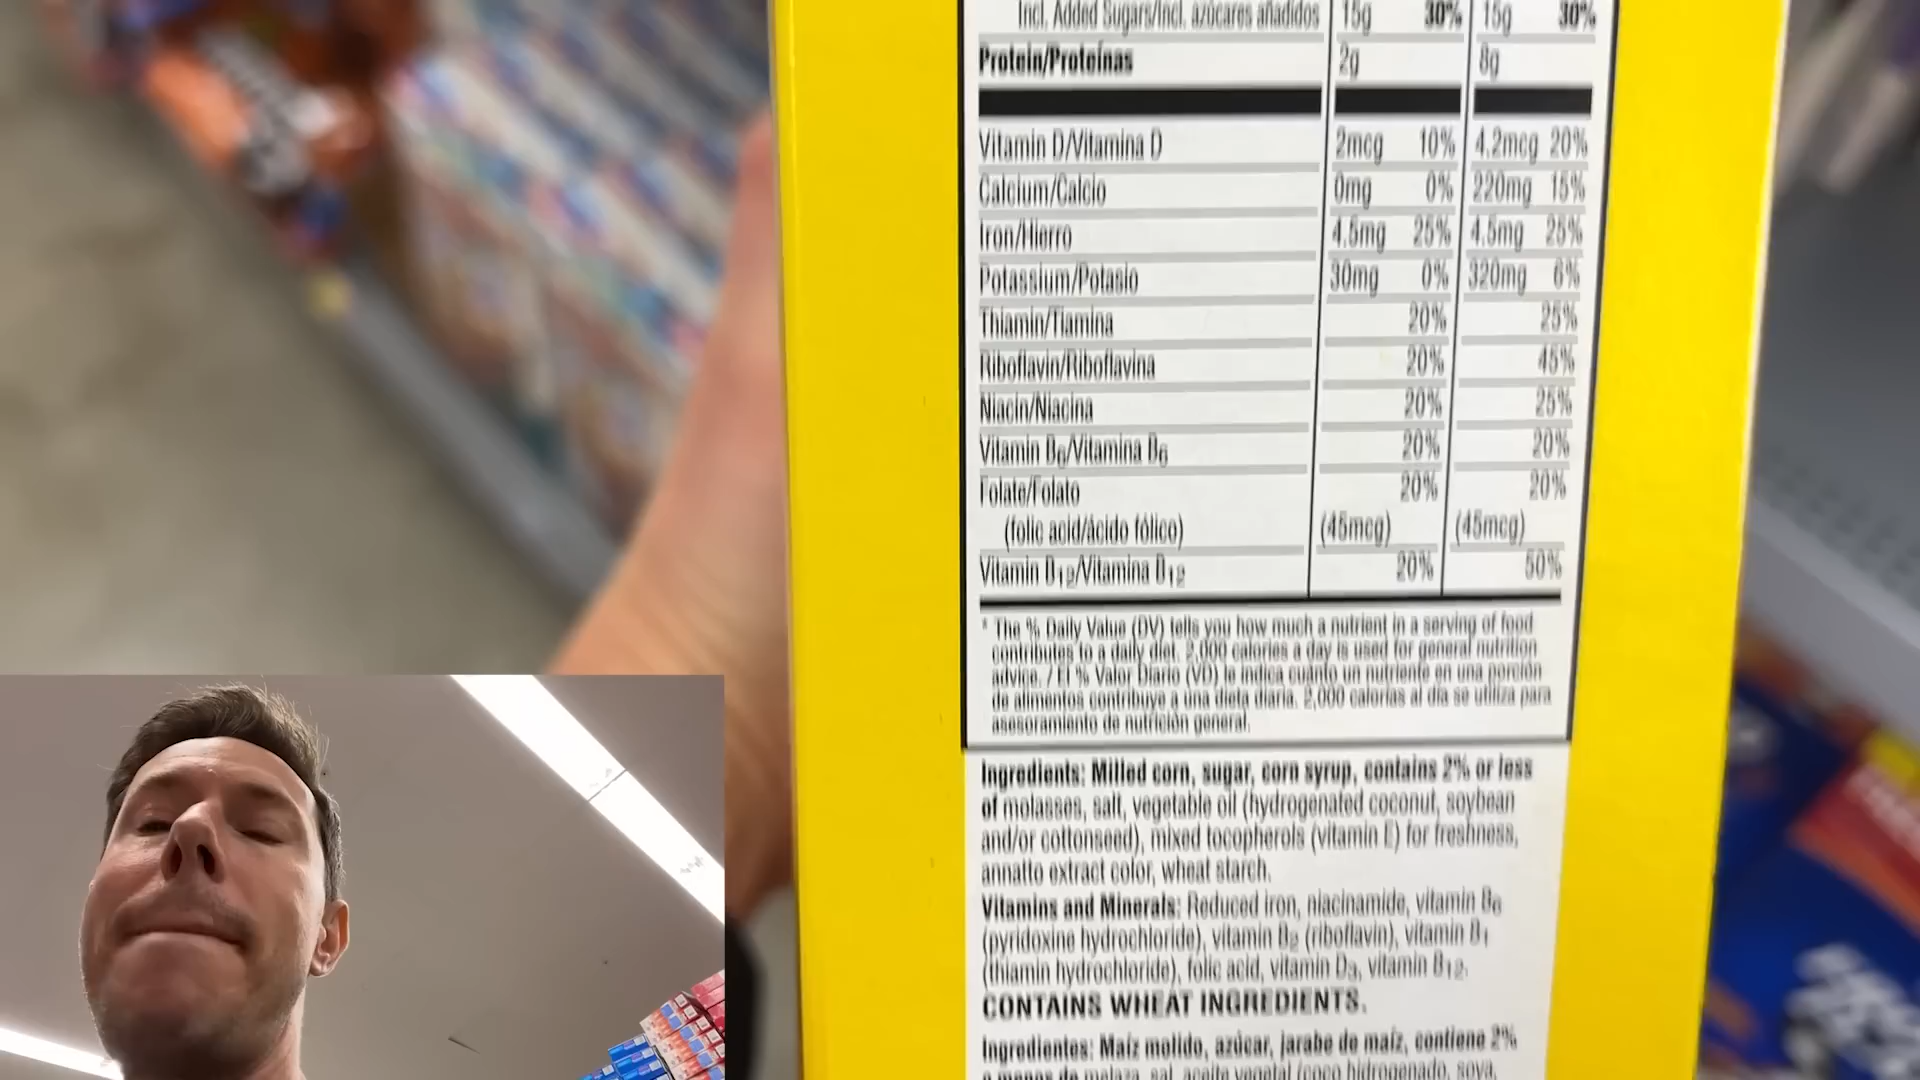 Incl. Added Sugars/Incl. azúcares añadidos 15g 30% 15g 30%
Protein/Proteínas 2g 8g
Vitamin D/Vitamina D 2mcg 10% 4.2mcg 20%
Calcium/Calcio 0mg 0% 220mg 15%
Iron/Hierro 4.5mg 25% 4.5mg 25%
Potassium/Potasio 30mg 0% 320mg 6%
Thiamin/Tiamina 20% 25%
Riboflavin/Riboflavina 20% 45%
Niacin/Niacina 20% 25%
Vitamin B6/Vitamina B6 20% 20%
Folate/Folato 20% 20%
(folic acid/ácido fólico) (45mcg) (45mcg)
Vitamin B12/Vitamina B12 20% 50%
* The % Daily Value (DV) tells you how much a nutrient in a serving of food
contributes to a daily diet. 2,000 calories a day is used for general nutrition
advice. / El % Valor Diario (VD) le indica cuánto un nutriente en una porción
de alimentos contribuye a una dieta diaria. 2,000 calorías al día se utiliza para
asesoramiento de nutrición general.
Ingredients: Milled corn, sugar, corn syrup, contains 2% or less
of molasses, salt, vegetable oil (hydrogenated coconut, soybean
and/or cottonseed), mixed tocopherols (vitamin E) for freshness,
annatto extract color, wheat starch.
Vitamins and Minerals: Reduced iron, niacinamide, vitamin B6
(pyridoxine hydrochloride), vitamin B2 (riboflavin), vitamin B1
(thiamin hydrochloride), folic acid, vitamin D3, vitamin B12.
CONTAINS WHEAT INGREDIENTS.
Ingredientes: Maíz molido, azúcar, jarabe de maíz, contiene 2%
o menos de melaza, sal, aceite vegetal (coco hidrogenado, soya,